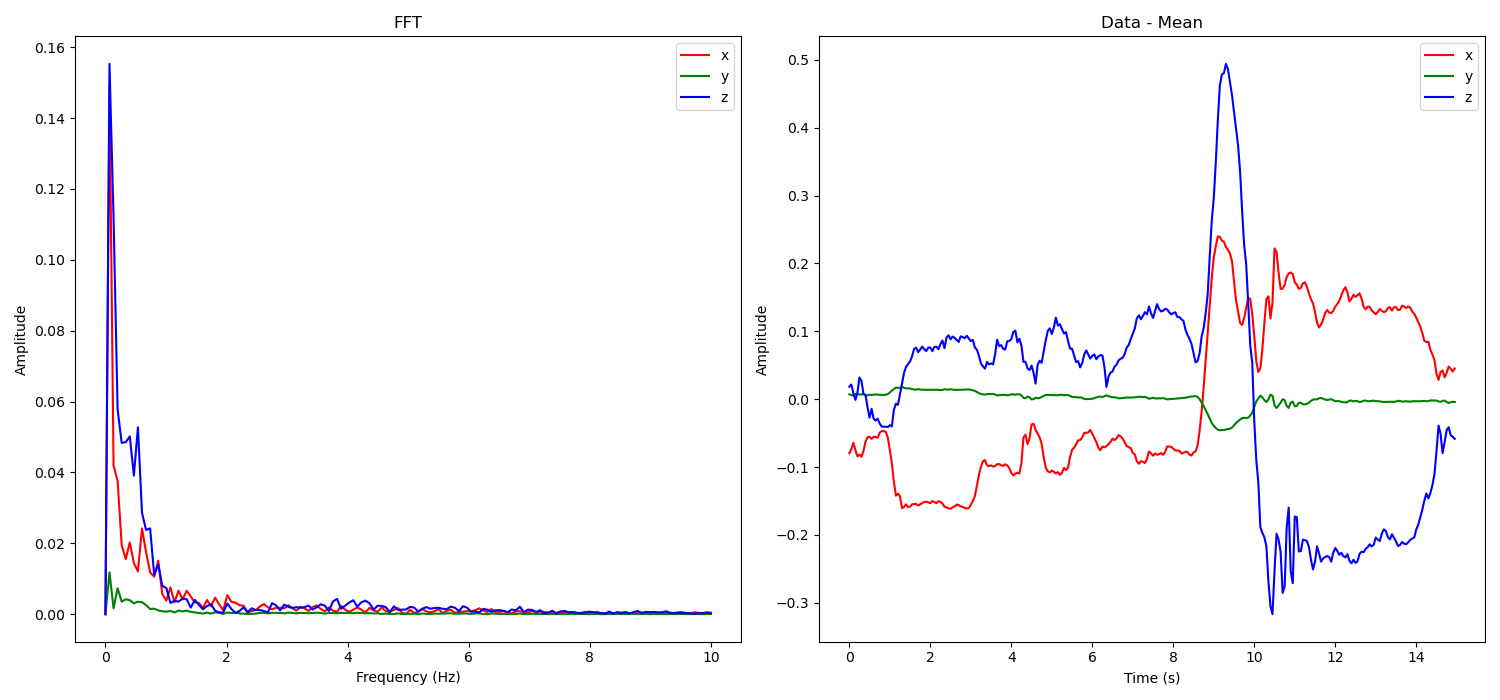 FFT
0.16
0.14
0.12
0.10
0.08
0.06
0.04
0.02
0.00
Amplitude
0
2
4
6
8
10
Frequency (Hz)
x
y
z
Data - Mean
0.5
0.4
0.3
0.2
0.1
0.0
−0.1
−0.2
−0.3
Amplitude
0
2
4
6
8
10
12
14
Time (s)
x
y
z